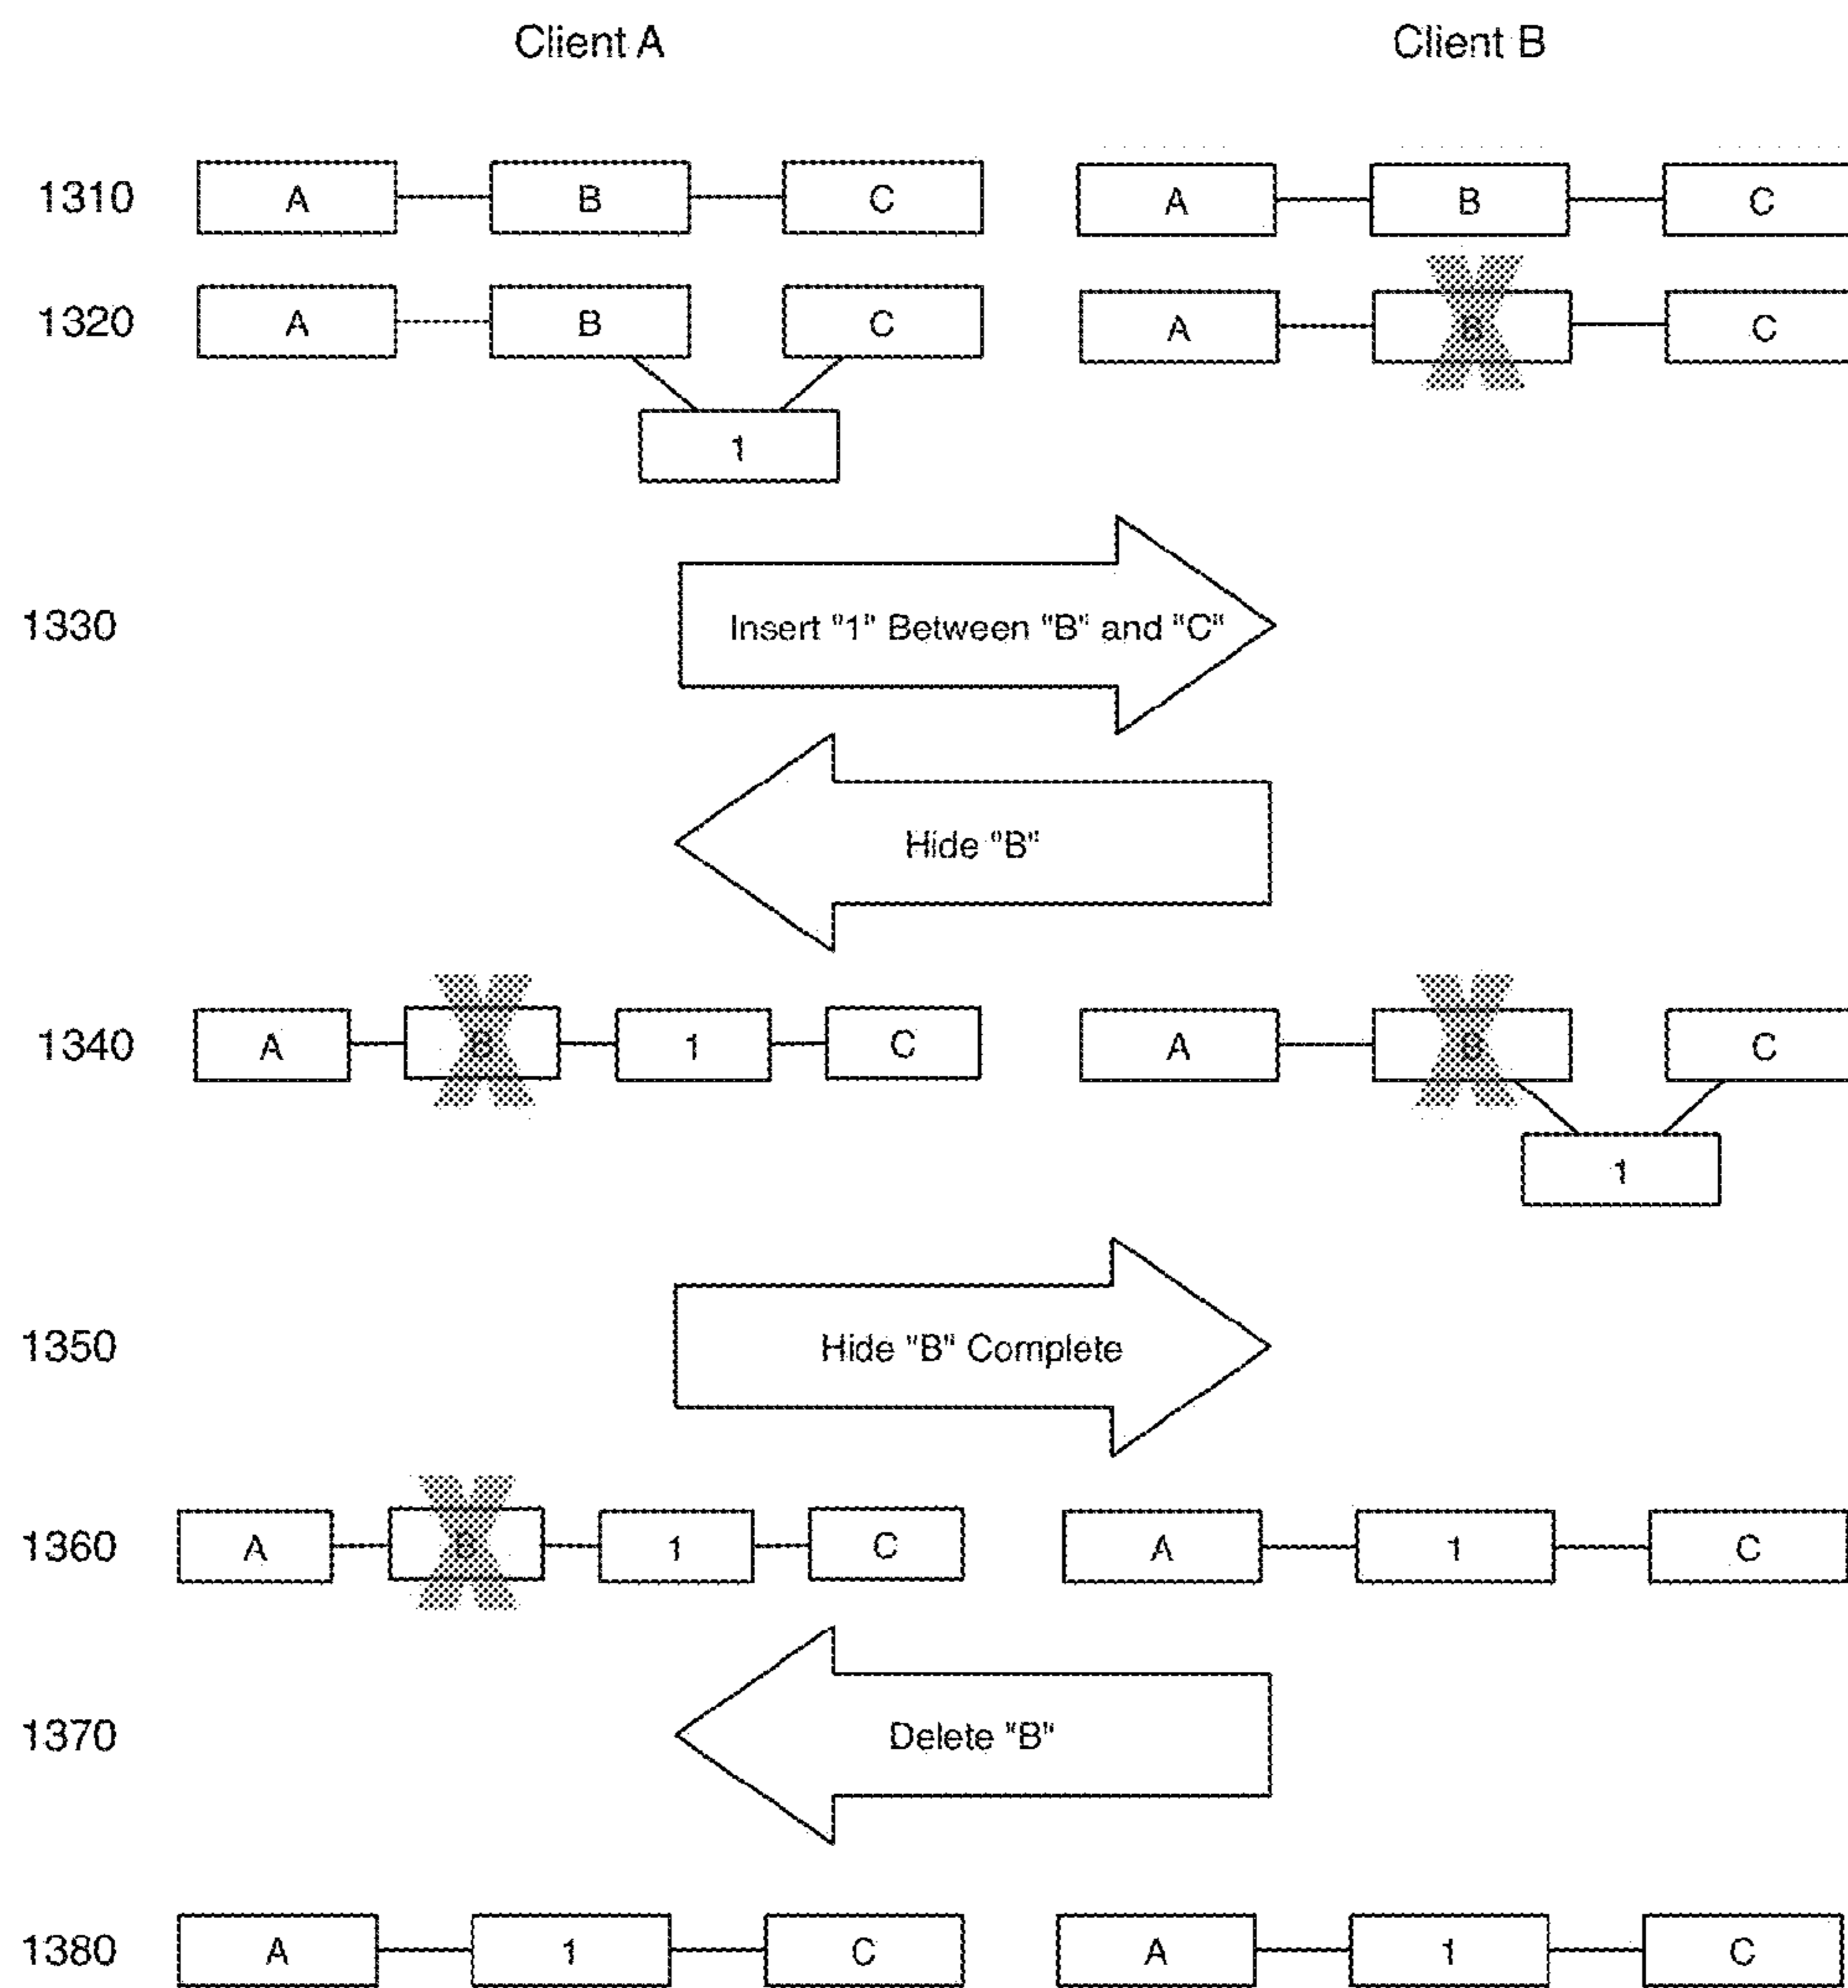 Client A Client B
1310 A B C A B C
1320 A B C A C
1
1330 Insert "1" Between "B" and "C"
Hide "B"
1340 A 1 C A C
1
1350 Hide "B" Complete
1360 A 1 C A 1 C
1370 Delete "B"
1380 A 1 C A 1 C